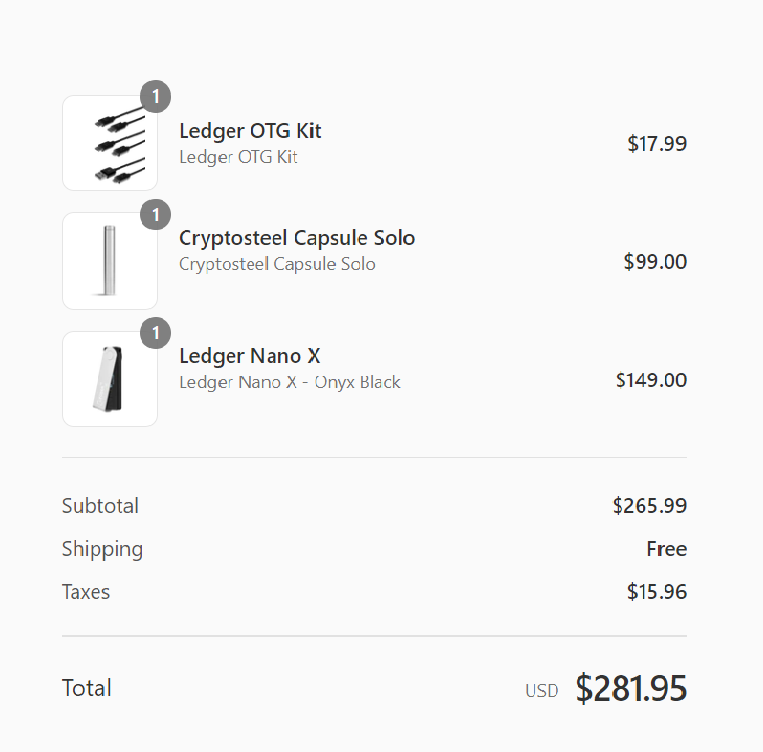 1
Ledger OTG Kit
Ledger OTG Kit
$17.99
1
Cryptosteel Capsule Solo
Cryptosteel Capsule Solo
$99.00
1
Ledger Nano X
Ledger Nano X - Onyx Black
$149.00
Subtotal $265.99
Shipping Free
Taxes $15.96
Total USD $281.95